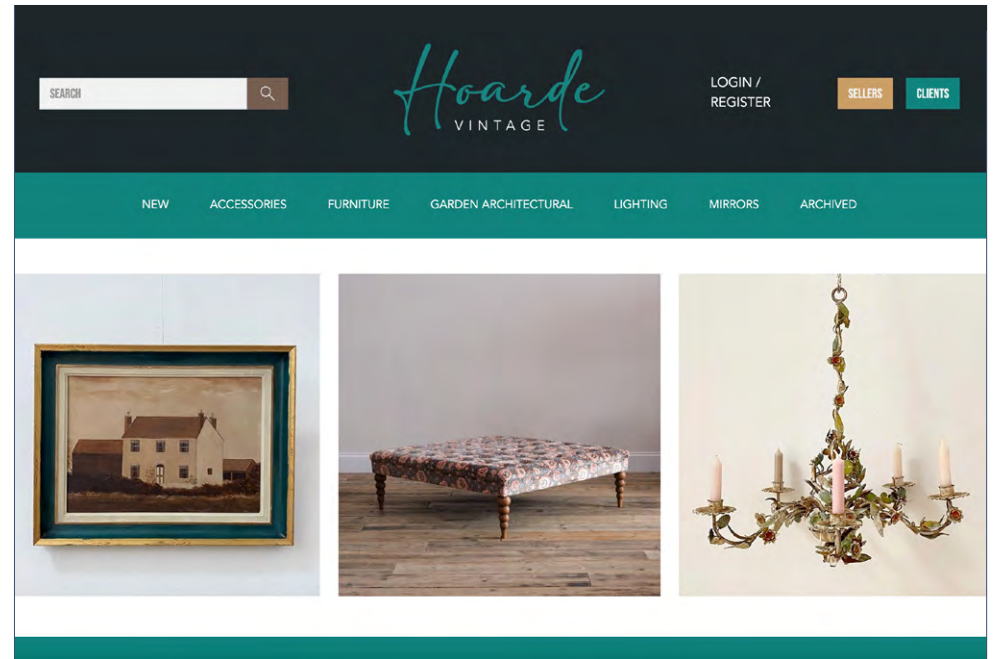 SEARCH
Hoarde
VINTAGE
LOGIN /
REGISTER
SELLERS
CLIENTS
NEW
ACCESSORIES
FURNITURE
GARDEN ARCHITECTURAL
LIGHTING
MIRRORS
ARCHIVED